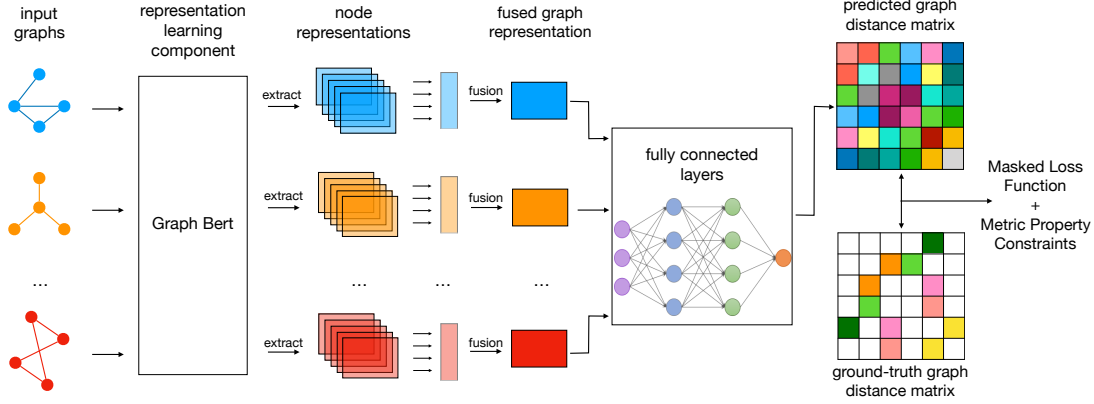 input
graphs
representation
learning
component
node
representations
fused graph
representation
predicted graph
distance matrix
extract
fusion
extract
fusion
Graph Bert
fully connected
layers
Masked Loss
Function
+
Metric Property
Constraints
...
...
...
...
extract
fusion
ground-truth graph
distance matrix